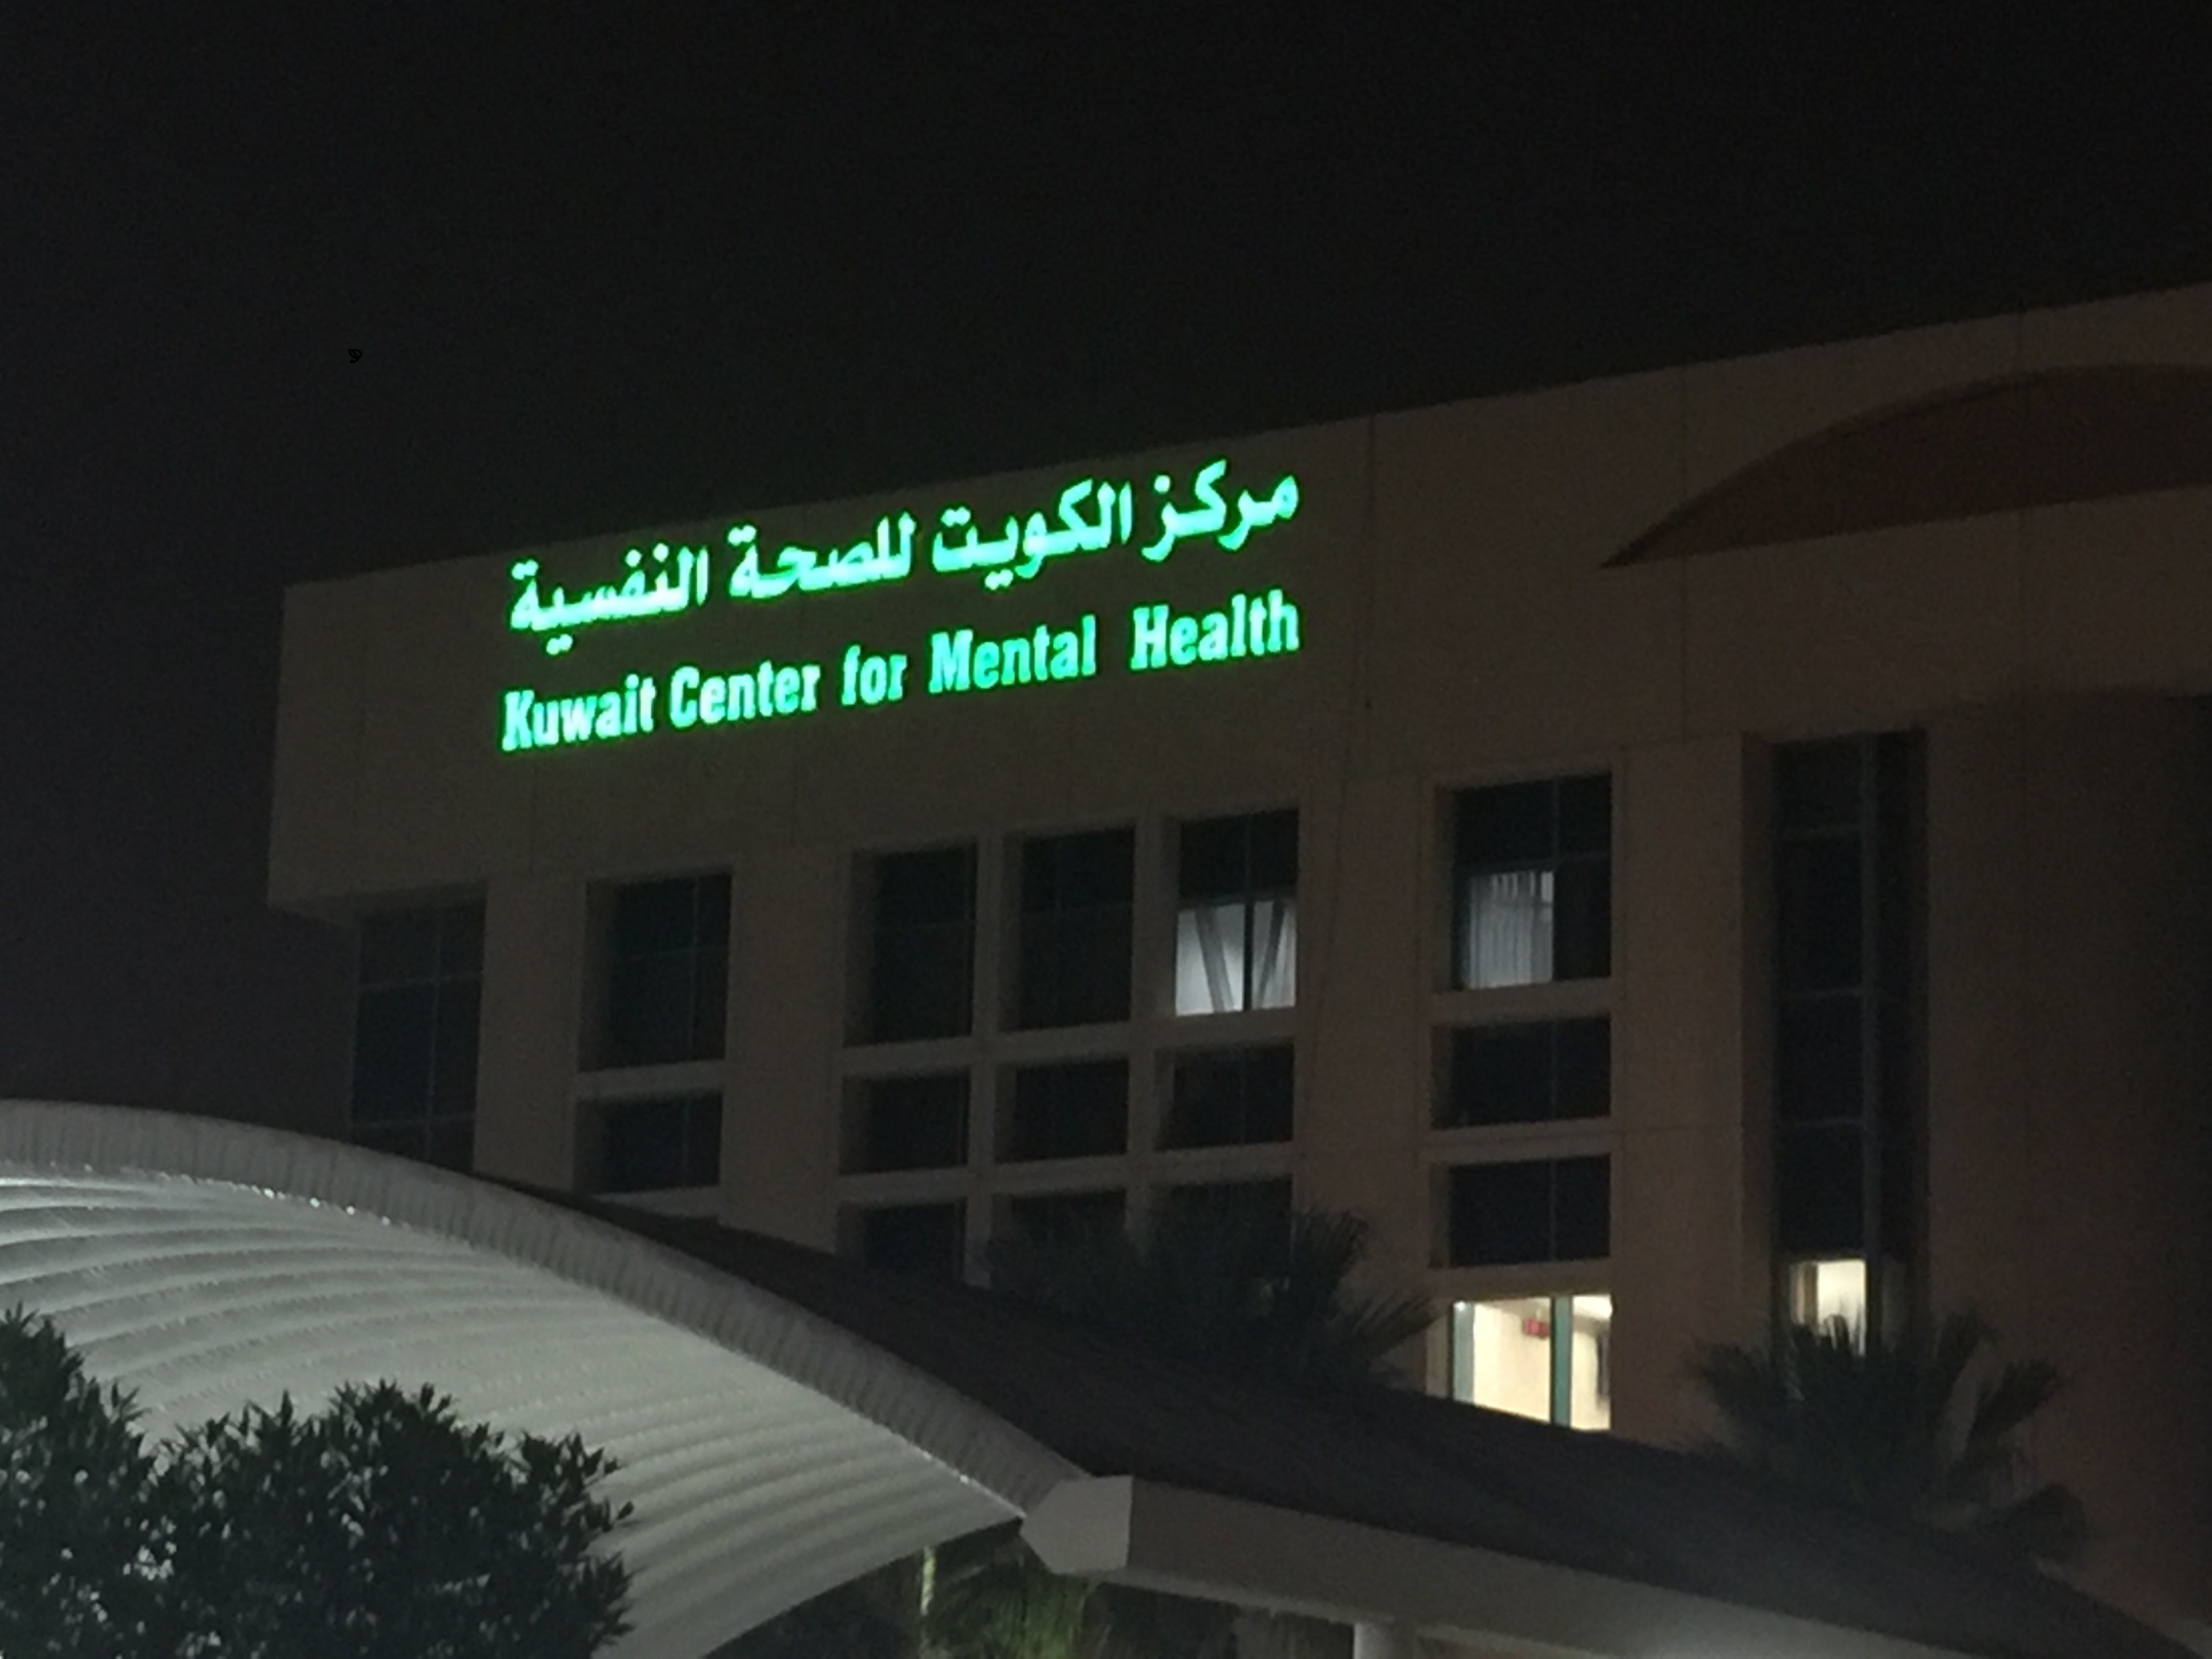 مركز الكويت للصحة النفسية
Kuwait Center for Mental Health